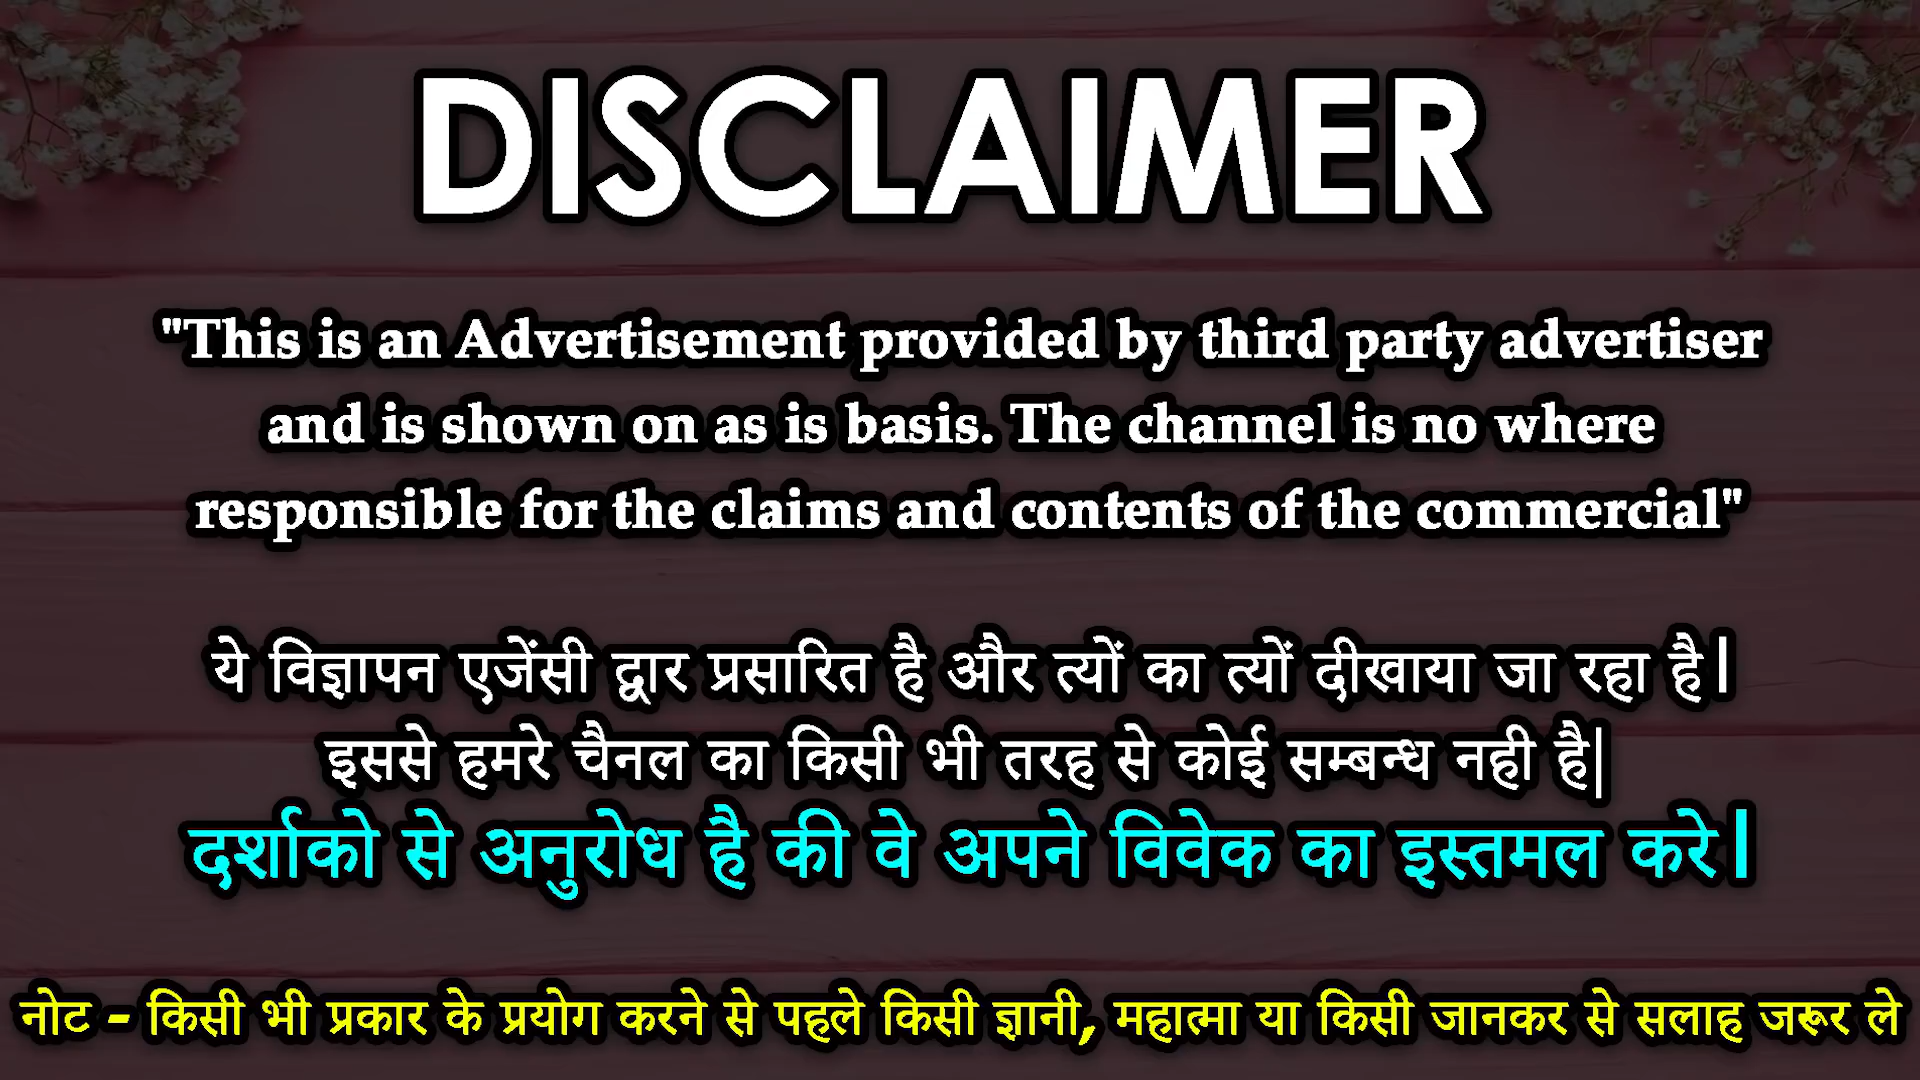 DISCLAIMER
"This is an Advertisement provided by third party advertiser
and is shown on as is basis. The channel is no where
responsible for the claims and contents of the commercial"
ये विज्ञापन एजेंसी द्वार प्रसारित है और त्यों का त्यों दीखाया जा रहा है।
इससे हमरे चैनल का किसी भी तरह से कोई सम्बन्ध नही है|
दर्शाको से अनुरोध है की वे अपने विवेक का इस्तमल करे।
नोट - किसी भी प्रकार के प्रयोग करने से पहले किसी ज्ञानी, महात्मा या किसी जानकर से सलाह जरूर ले